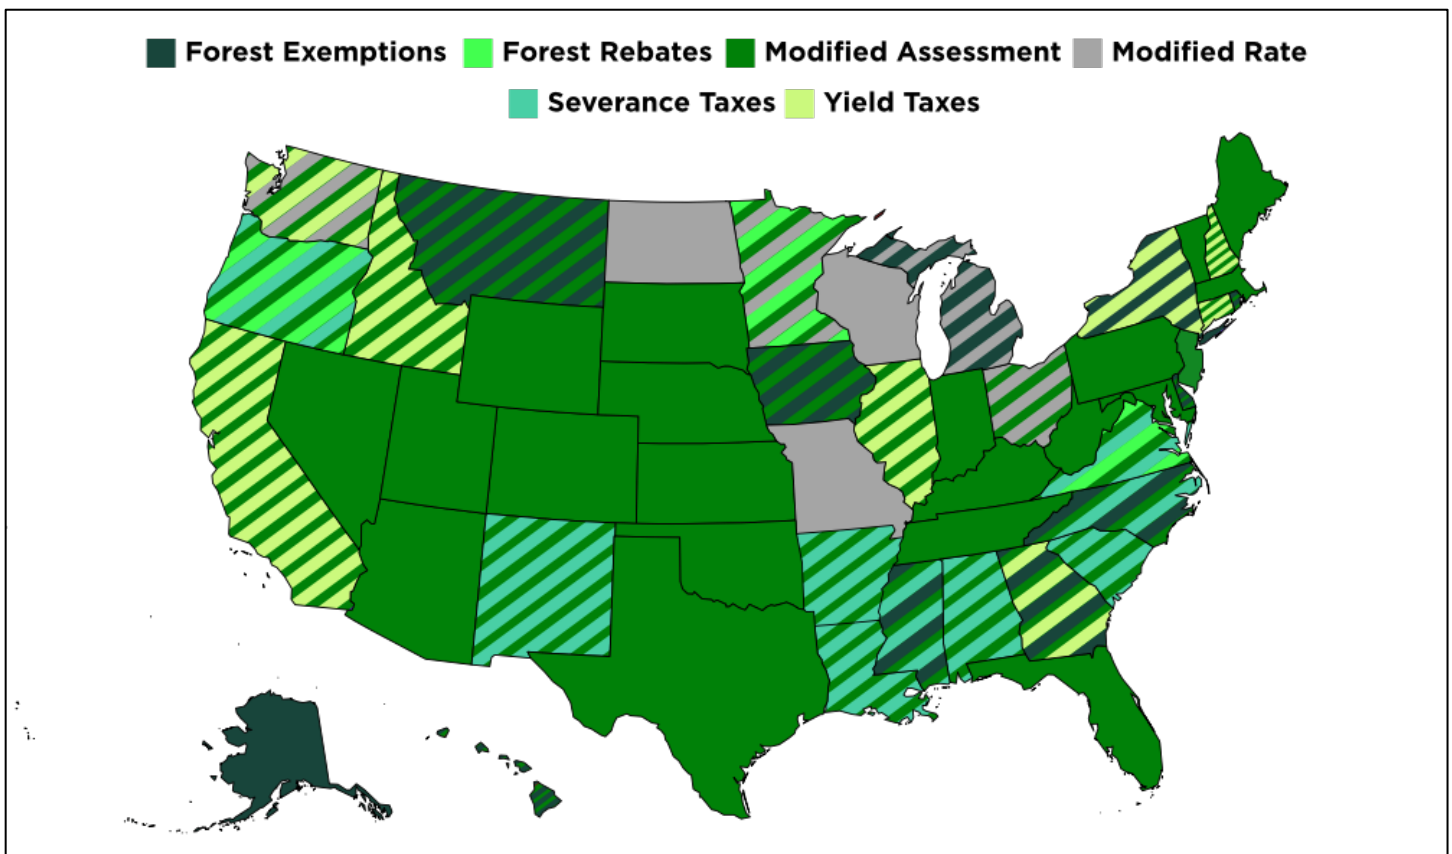 Forest Exemptions Forest Rebates Modified Assessment Modified Rate
Severance Taxes Yield Taxes